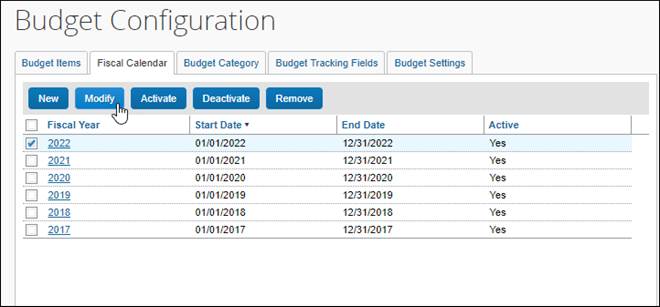 Budget Configuration
Budget Items Fiscal Calendar Budget Category Budget Tracking Fields Budget Settings
New Modify Activate Deactivate Remove
Fiscal Year Start Date End Date Active
2022 01/01/2022 12/31/2022 Yes
2021 01/01/2021 12/31/2021 Yes
2020 01/01/2020 12/31/2020 Yes
2019 01/01/2019 12/31/2019 Yes
2018 01/01/2018 12/31/2018 Yes
2017 01/01/2017 12/31/2017 Yes